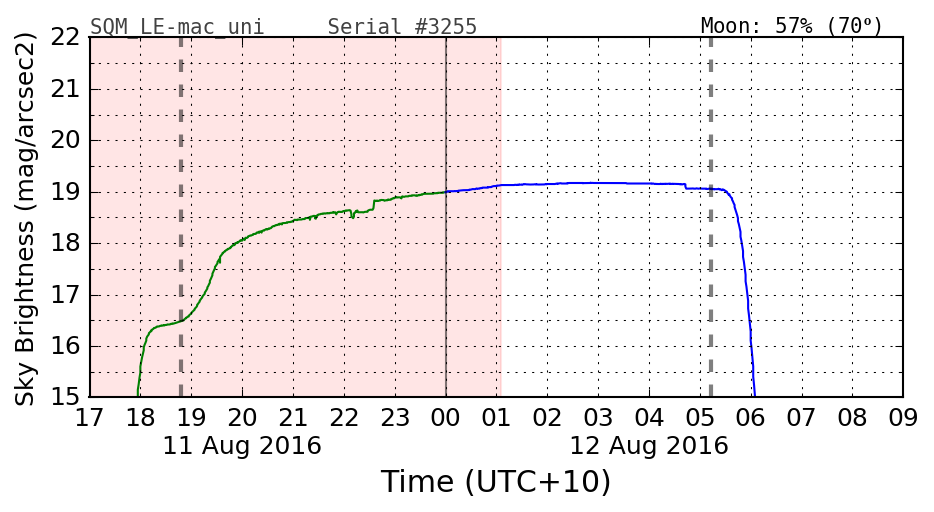 SQM_LE-mac_uni Serial #3255 Moon: 57% (70°)
Sky Brightness (mag/arcsec2)
22
21
20
19
18
17
16
15
17 18 19 20 21 22 23 00 01 02 03 04 05 06 07 08 09
11 Aug 2016 12 Aug 2016
Time (UTC+10)